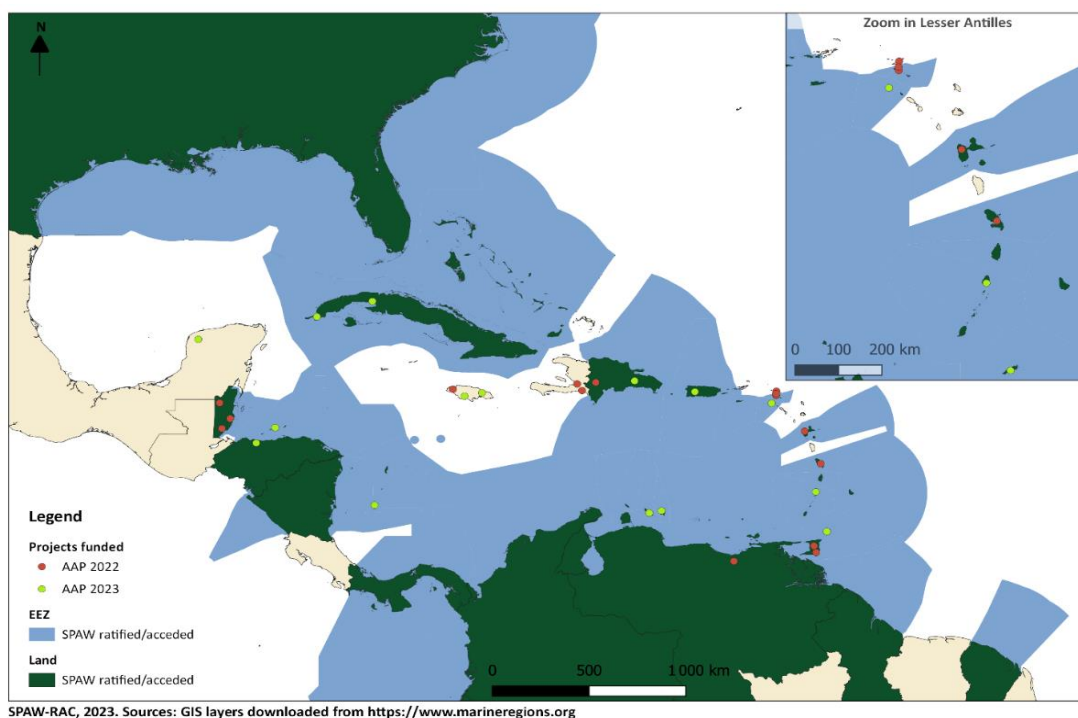 N
Zoom in Lesser Antilles
0 100 200 km
Legend
Projects funded
AAP 2022
AAP 2023
EEZ
SPAW ratified/acceded
Land
SPAW ratified/acceded
0 500 1 000 km
SPAW-RAC, 2023. Sources: GIS layers downloaded from https://www.marineregions.org